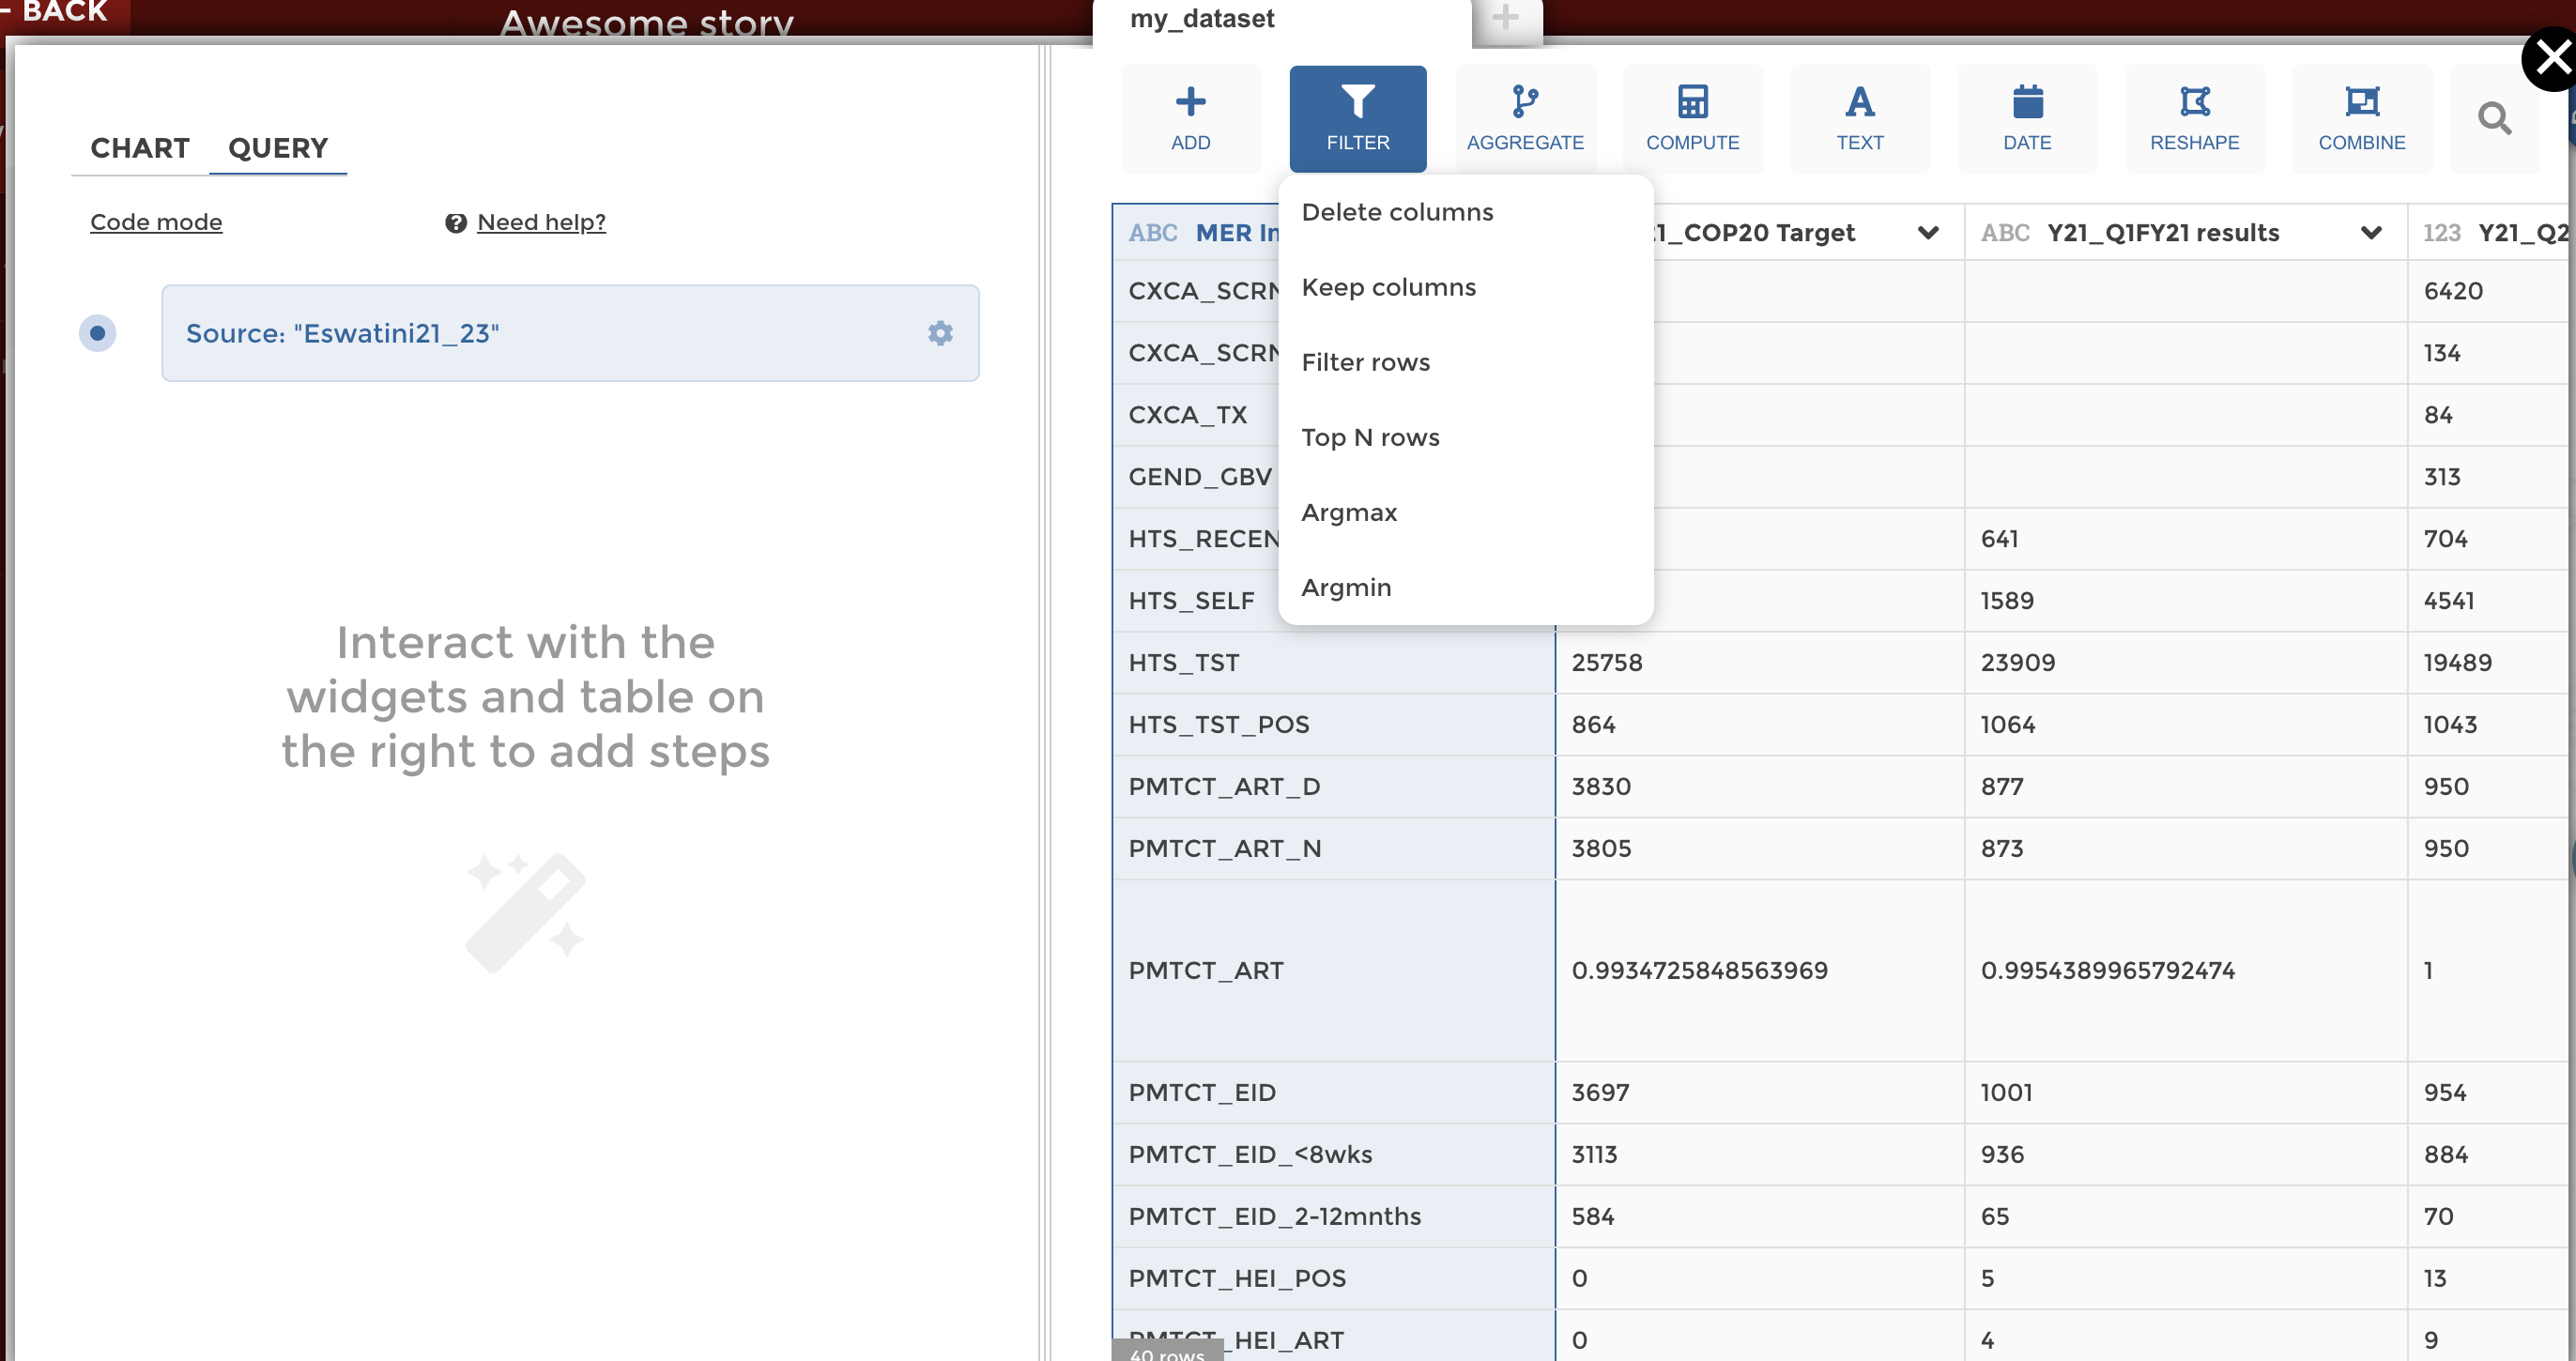 BACK
Awesome story
my_dataset
CHART QUERY
Code mode Need help?
Source: "Eswatini21_23"
Interact with the
widgets and table on
the right to add steps
ADD FILTER AGGREGATE COMPUTE TEXT DATE RESHAPE COMBINE
Delete columns
Keep columns
Filter rows
Top N rows
Argmax
Argmin
ABC MER In 21_COP20 Target ABC Y21_Q1FY21 results 123 Y21_Q2
CXCA_SCRN 6420
CXCA_SCRN 134
CXCA_TX 84
GEND_GBV 313
HTS_RECEN 641 704
HTS_SELF 1589 4541
HTS_TST 25758 23909 19489
HTS_TST_POS 864 1064 1043
PMTCT_ART_D 3830 877 950
PMTCT_ART_N 3805 873 950
PMTCT_ART 0.9934725848563969 0.9954389965792474 1
PMTCT_EID 3697 1001 954
PMTCT_EID_<8wks 3113 936 884
PMTCT_EID_2-12mnths 584 65 70
PMTCT_HEI_POS 0 5 13
PMTCT_HEI_ART 0 4 9
40 rows